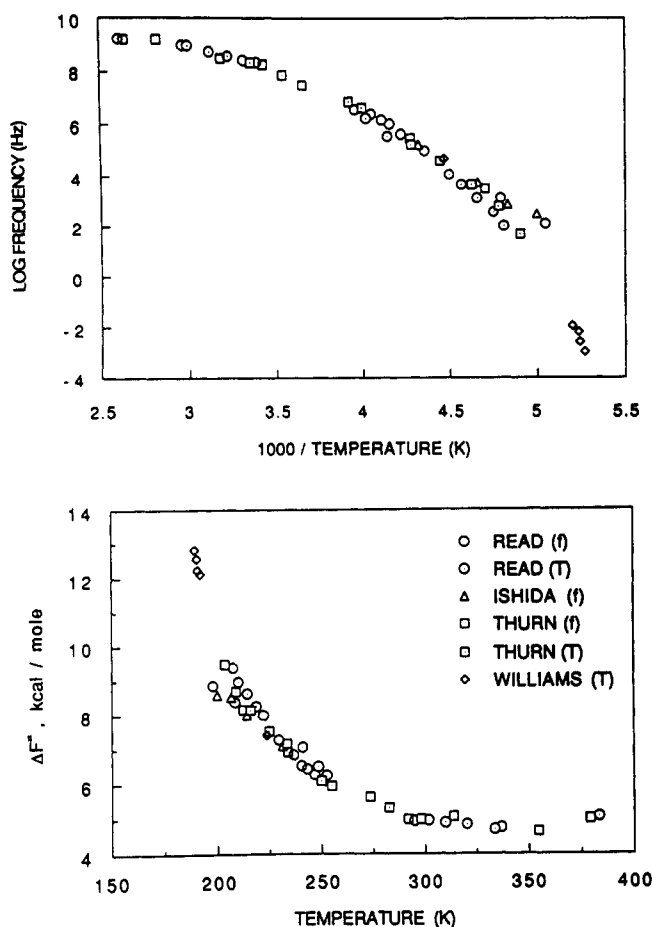 10
8
6
4
2
0
- 2
- 4
LOG FREQUENCY (Hz)
2.5 3 3.5 4 4.5 5 5.5
1000 / TEMPERATURE (K)
14
12
10
8
6
4
ΔF‡ , kcal / mole
READ (f)
READ (T)
ISHIDA (f)
THURN (f)
THURN (T)
WILLIAMS (T)
150 200 250 300 350 400
TEMPERATURE (K)